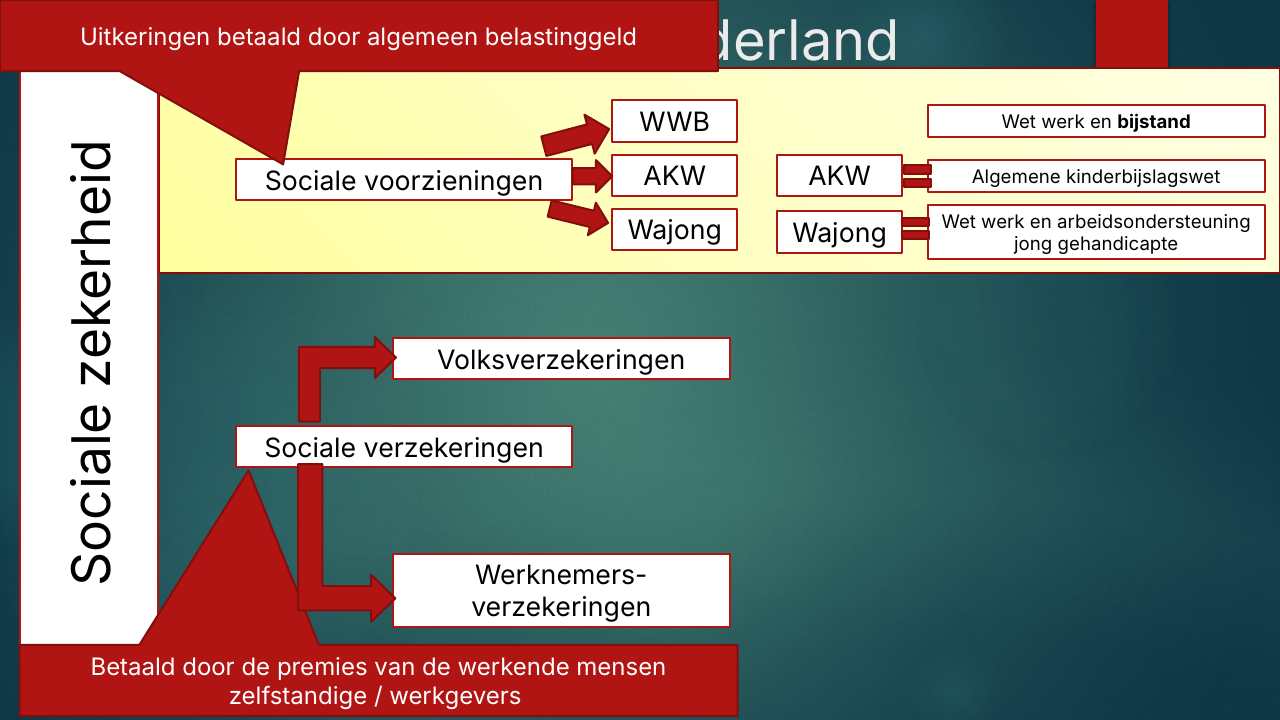 Uitkeringen betaald door algemeen belastinggeld
derland
Sociale zekerheid
Sociale voorzieningen
WWB
AKW
Wajong
AKW
Wajong
Wet werk en bijstand
Algemene kinderbijslagswet
Wet werk en arbeidsondersteuning
jong gehandicapte
Volksverzekeringen
Sociale verzekeringen
Werknemers-
verzekeringen
Betaald door de premies van de werkende mensen
zelfstandige / werkgevers